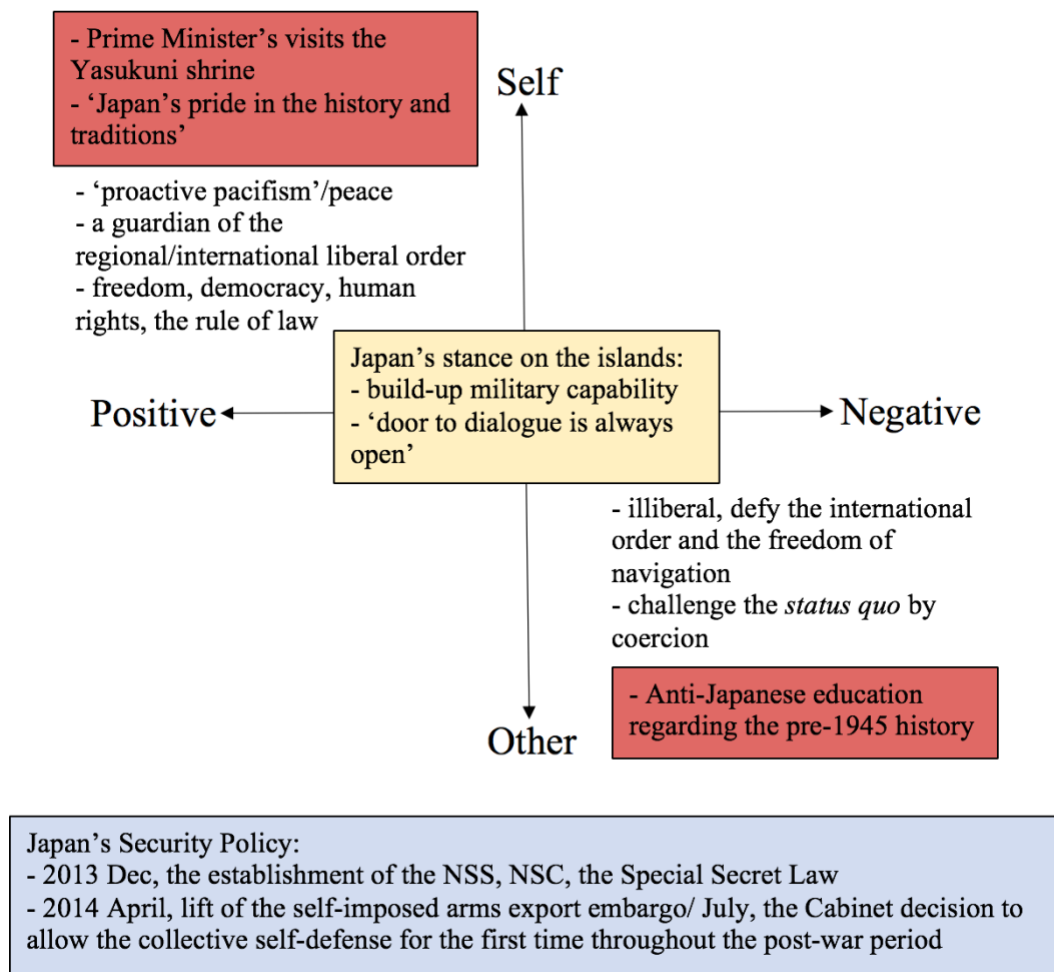 - Prime Minister’s visits the
Yasukuni shrine
- ‘Japan’s pride in the history and
traditions’
Self
- ‘proactive pacifism’/peace
- a guardian of the
regional/international liberal order
- freedom, democracy, human
rights, the rule of law
Japan’s stance on the islands:
- build-up military capability
- ‘door to dialogue is always
open’
Positive
Negative
- illiberal, defy the international
order and the freedom of
navigation
- challenge the status quo by
coercion
- Anti-Japanese education
regarding the pre-1945 history
Other
Japan’s Security Policy:
- 2013 Dec, the establishment of the NSS, NSC, the Special Secret Law
- 2014 April, lift of the self-imposed arms export embargo/ July, the Cabinet decision to
allow the collective self-defense for the first time throughout the post-war period